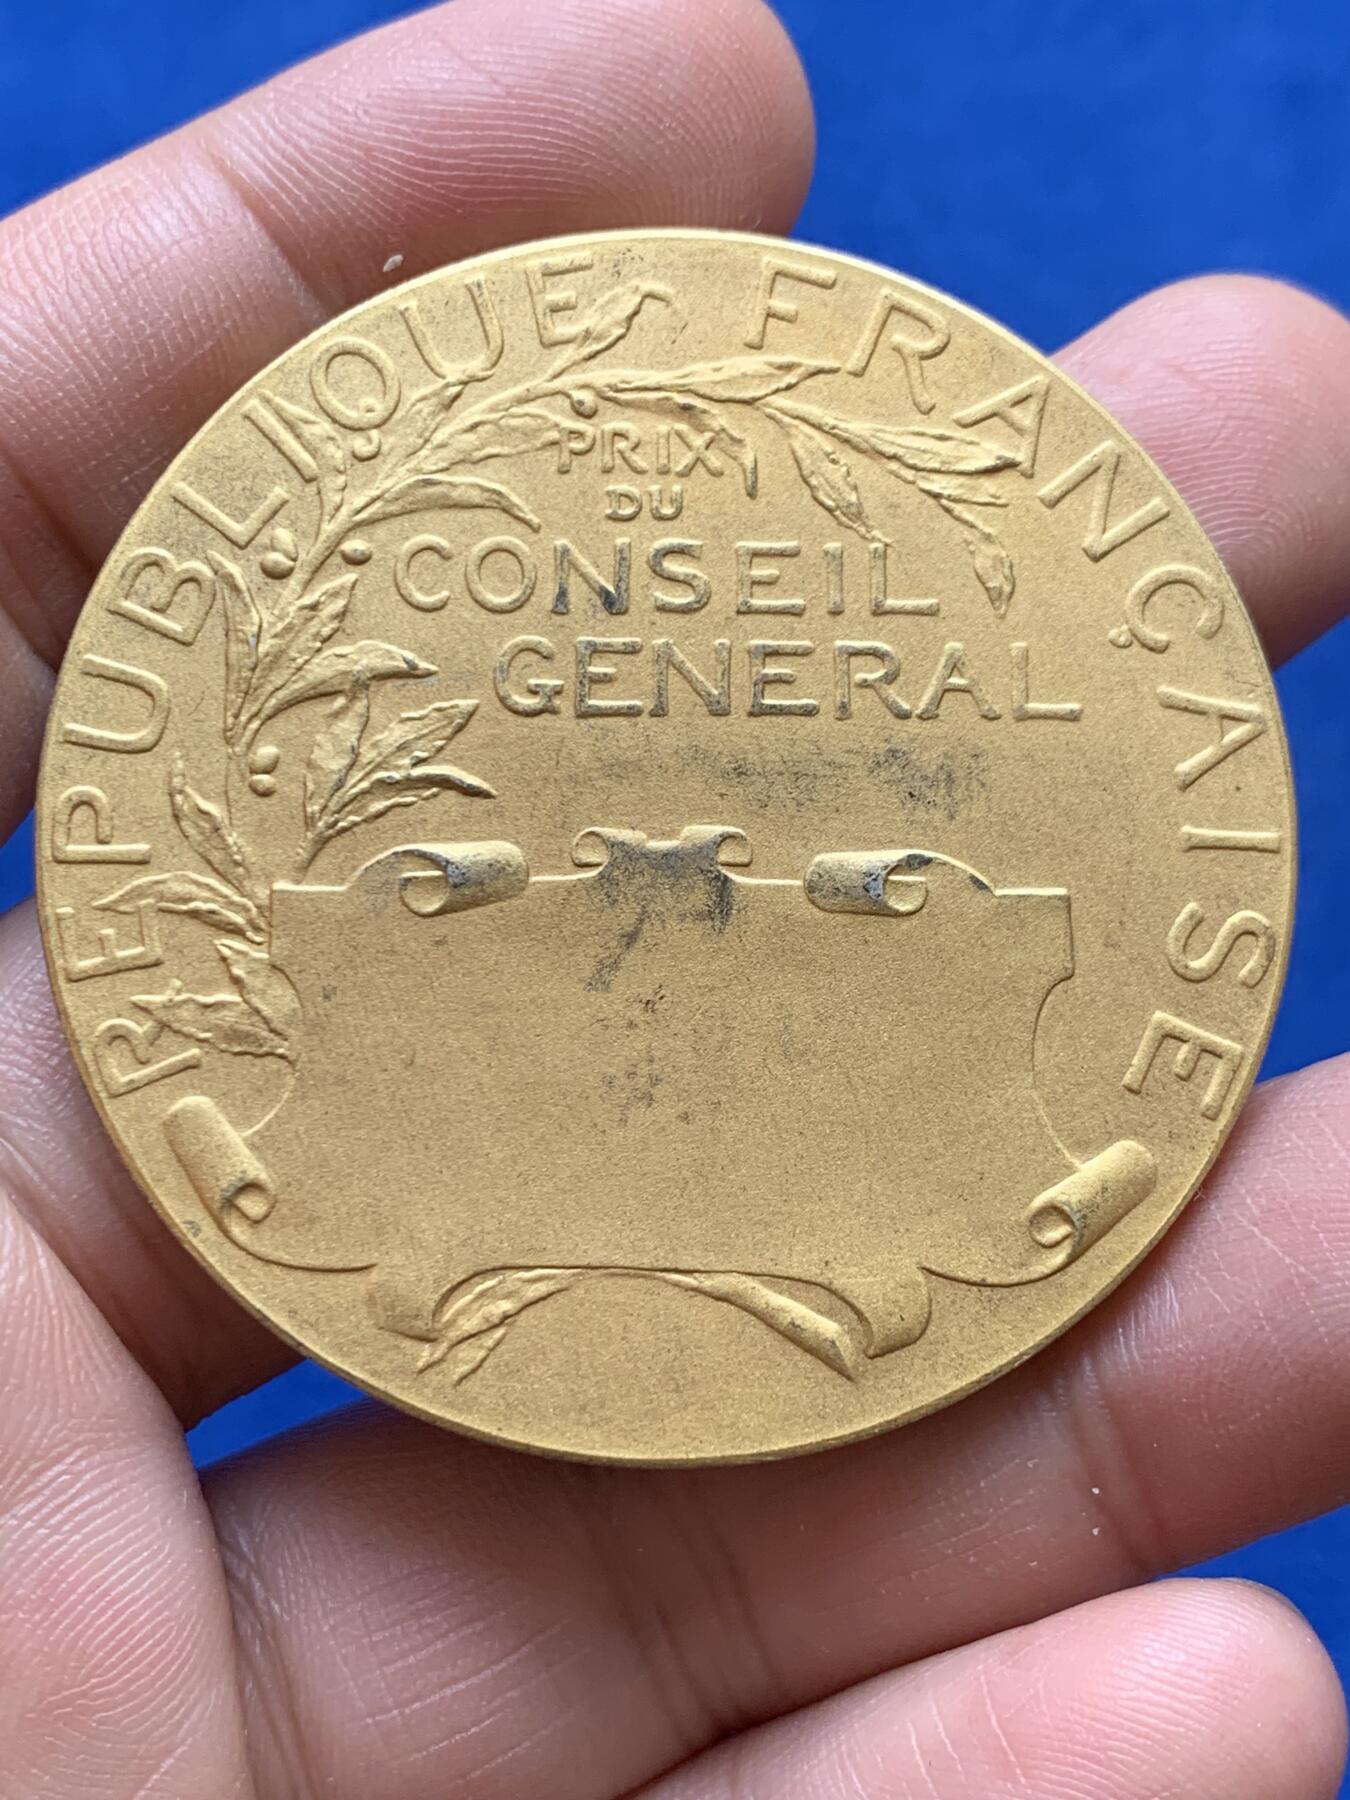 REPUBLIQUE FRANÇAISE
PRIX
DU
CONSEIL
GENERAL